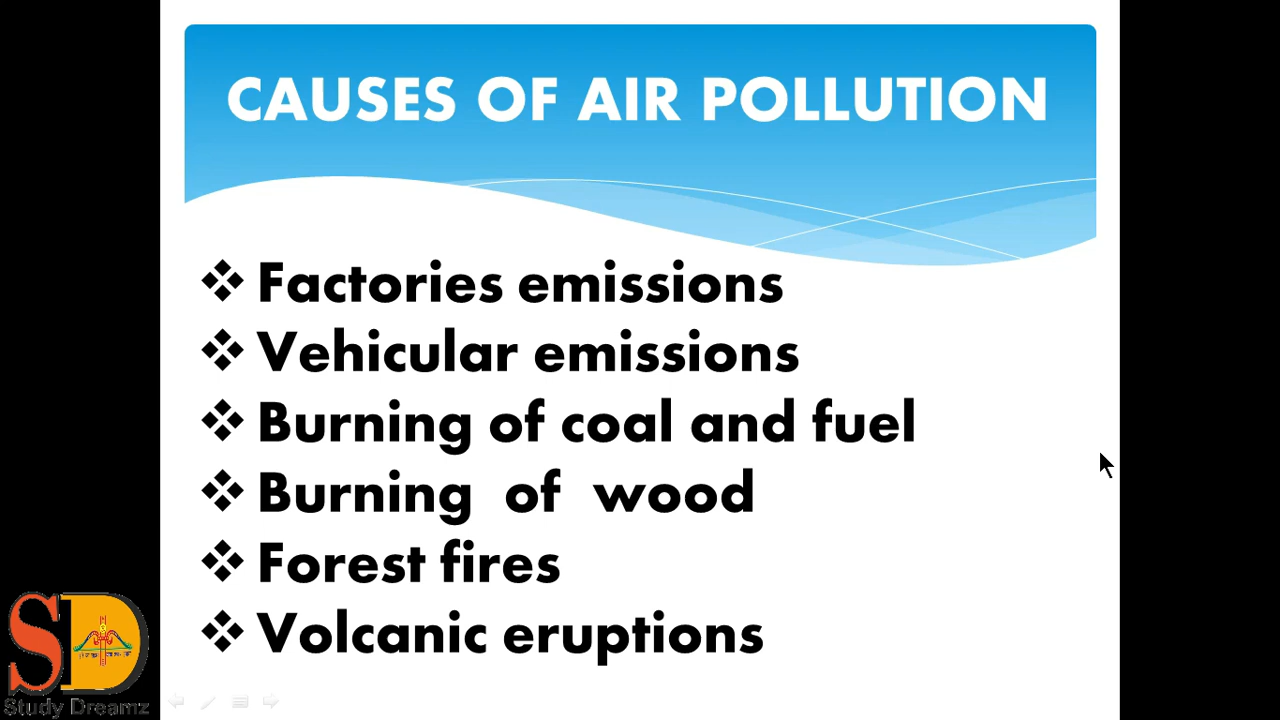 CAUSES OF AIR POLLUTION
Factories emissions
Vehicular emissions
Burning of coal and fuel
Burning of wood
Forest fires
Volcanic eruptions
SD
Study Dreamz